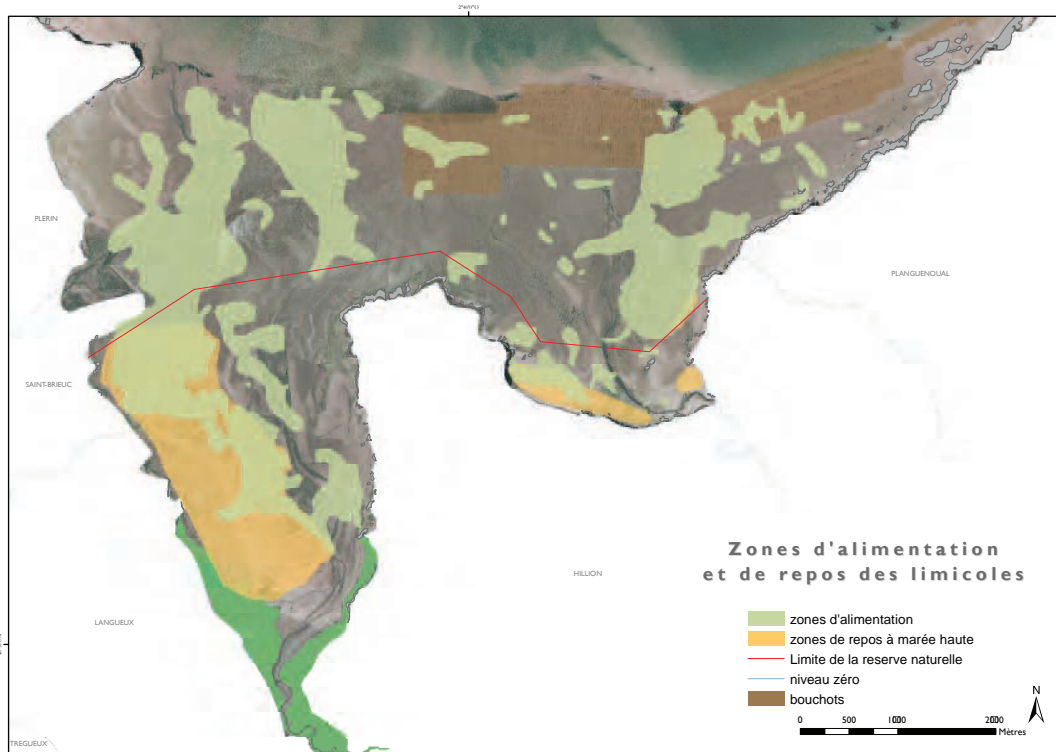 PLERIN
PLANGUENOUAL
SAINT-BRIEUC
HILLION
LANGUEUX
TREGUEUX
Zones d'alimentation
et de repos des limicoles
zones d'alimentation
zones de repos à marée haute
Limite de la reserve naturelle
niveau zéro
bouchots
N
0 500 1000 2000
Mètres